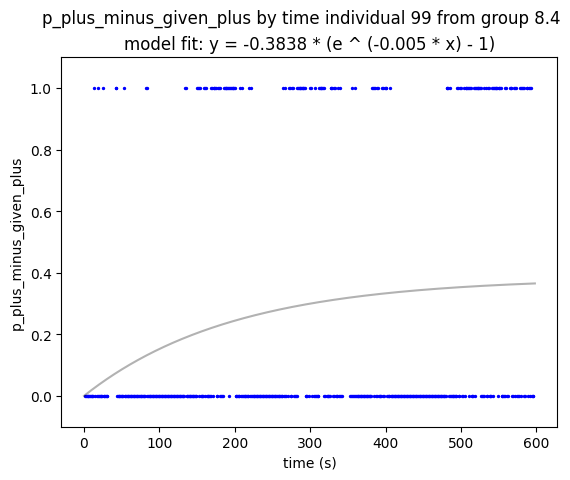 p_plus_minus_given_plus by time individual 99 from group 8.4
model fit: y = -0.3838 * (e ^ (-0.005 * x) - 1)
1.0
0.8
0.6
0.4
0.2
0.0
p_plus_minus_given_plus
0 100 200 300 400 500 600
time (s)